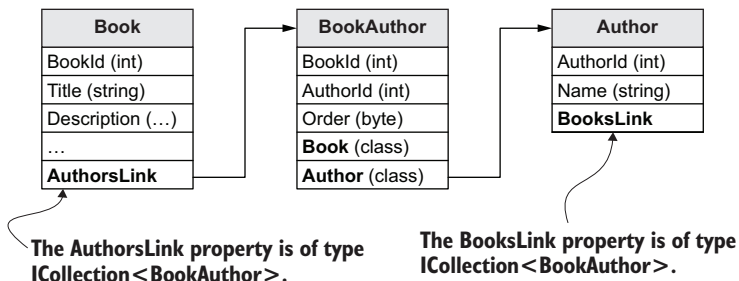 Book
BookId (int)
Title (string)
Description (…)
…
AuthorsLink
BookAuthor
BookId (int)
AuthorId (int)
Order (byte)
Book (class)
Author (class)
Author
AuthorId (int)
Name (string)
BooksLink
The AuthorsLink property is of type
ICollection<BookAuthor>.
The BooksLink property is of type
ICollection<BookAuthor>.